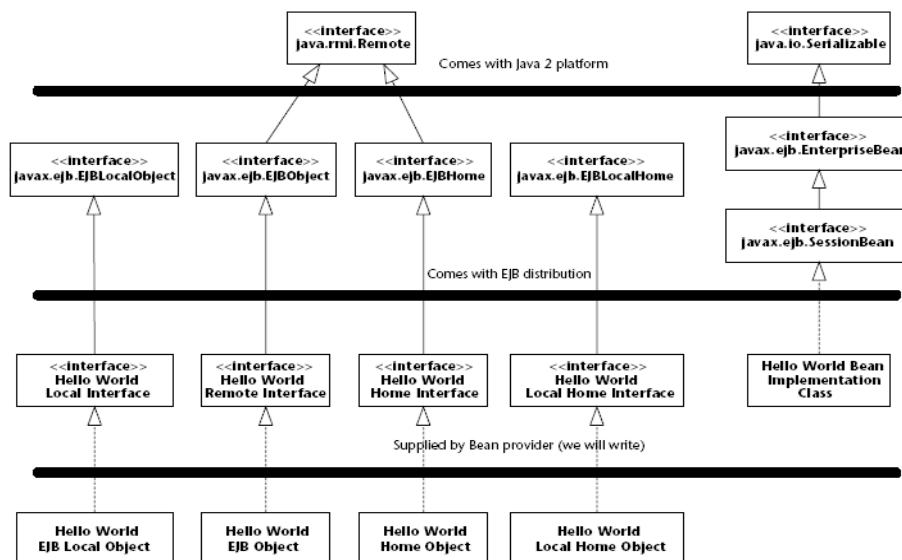 <<interface>>
java.rmi.Remote
<<interface>>
java.io.Serializable
Comes with Java 2 platform
<<interface>>
javax.ejb.EJBLocalObject
<<interface>>
javax.ejb.EJBObject
<<interface>>
javax.ejb.EJBHome
<<interface>>
javax.ejb.EJBLocalHome
<<interface>>
javax.ejb.EnterpriseBean
<<interface>>
javax.ejb.SessionBean
Comes with EJB distribution
<<interface>>
Hello World
Local Interface
<<interface>>
Hello World
Remote Interface
<<interface>>
Hello World
Home Interface
<<interface>>
Hello World
Local Home Interface
Hello World Bean
Implementation
Class
Supplied by Bean provider (we will write)
Hello World
EJB Local Object
Hello World
EJB Object
Hello World
Home Object
Hello World
Local Home Object